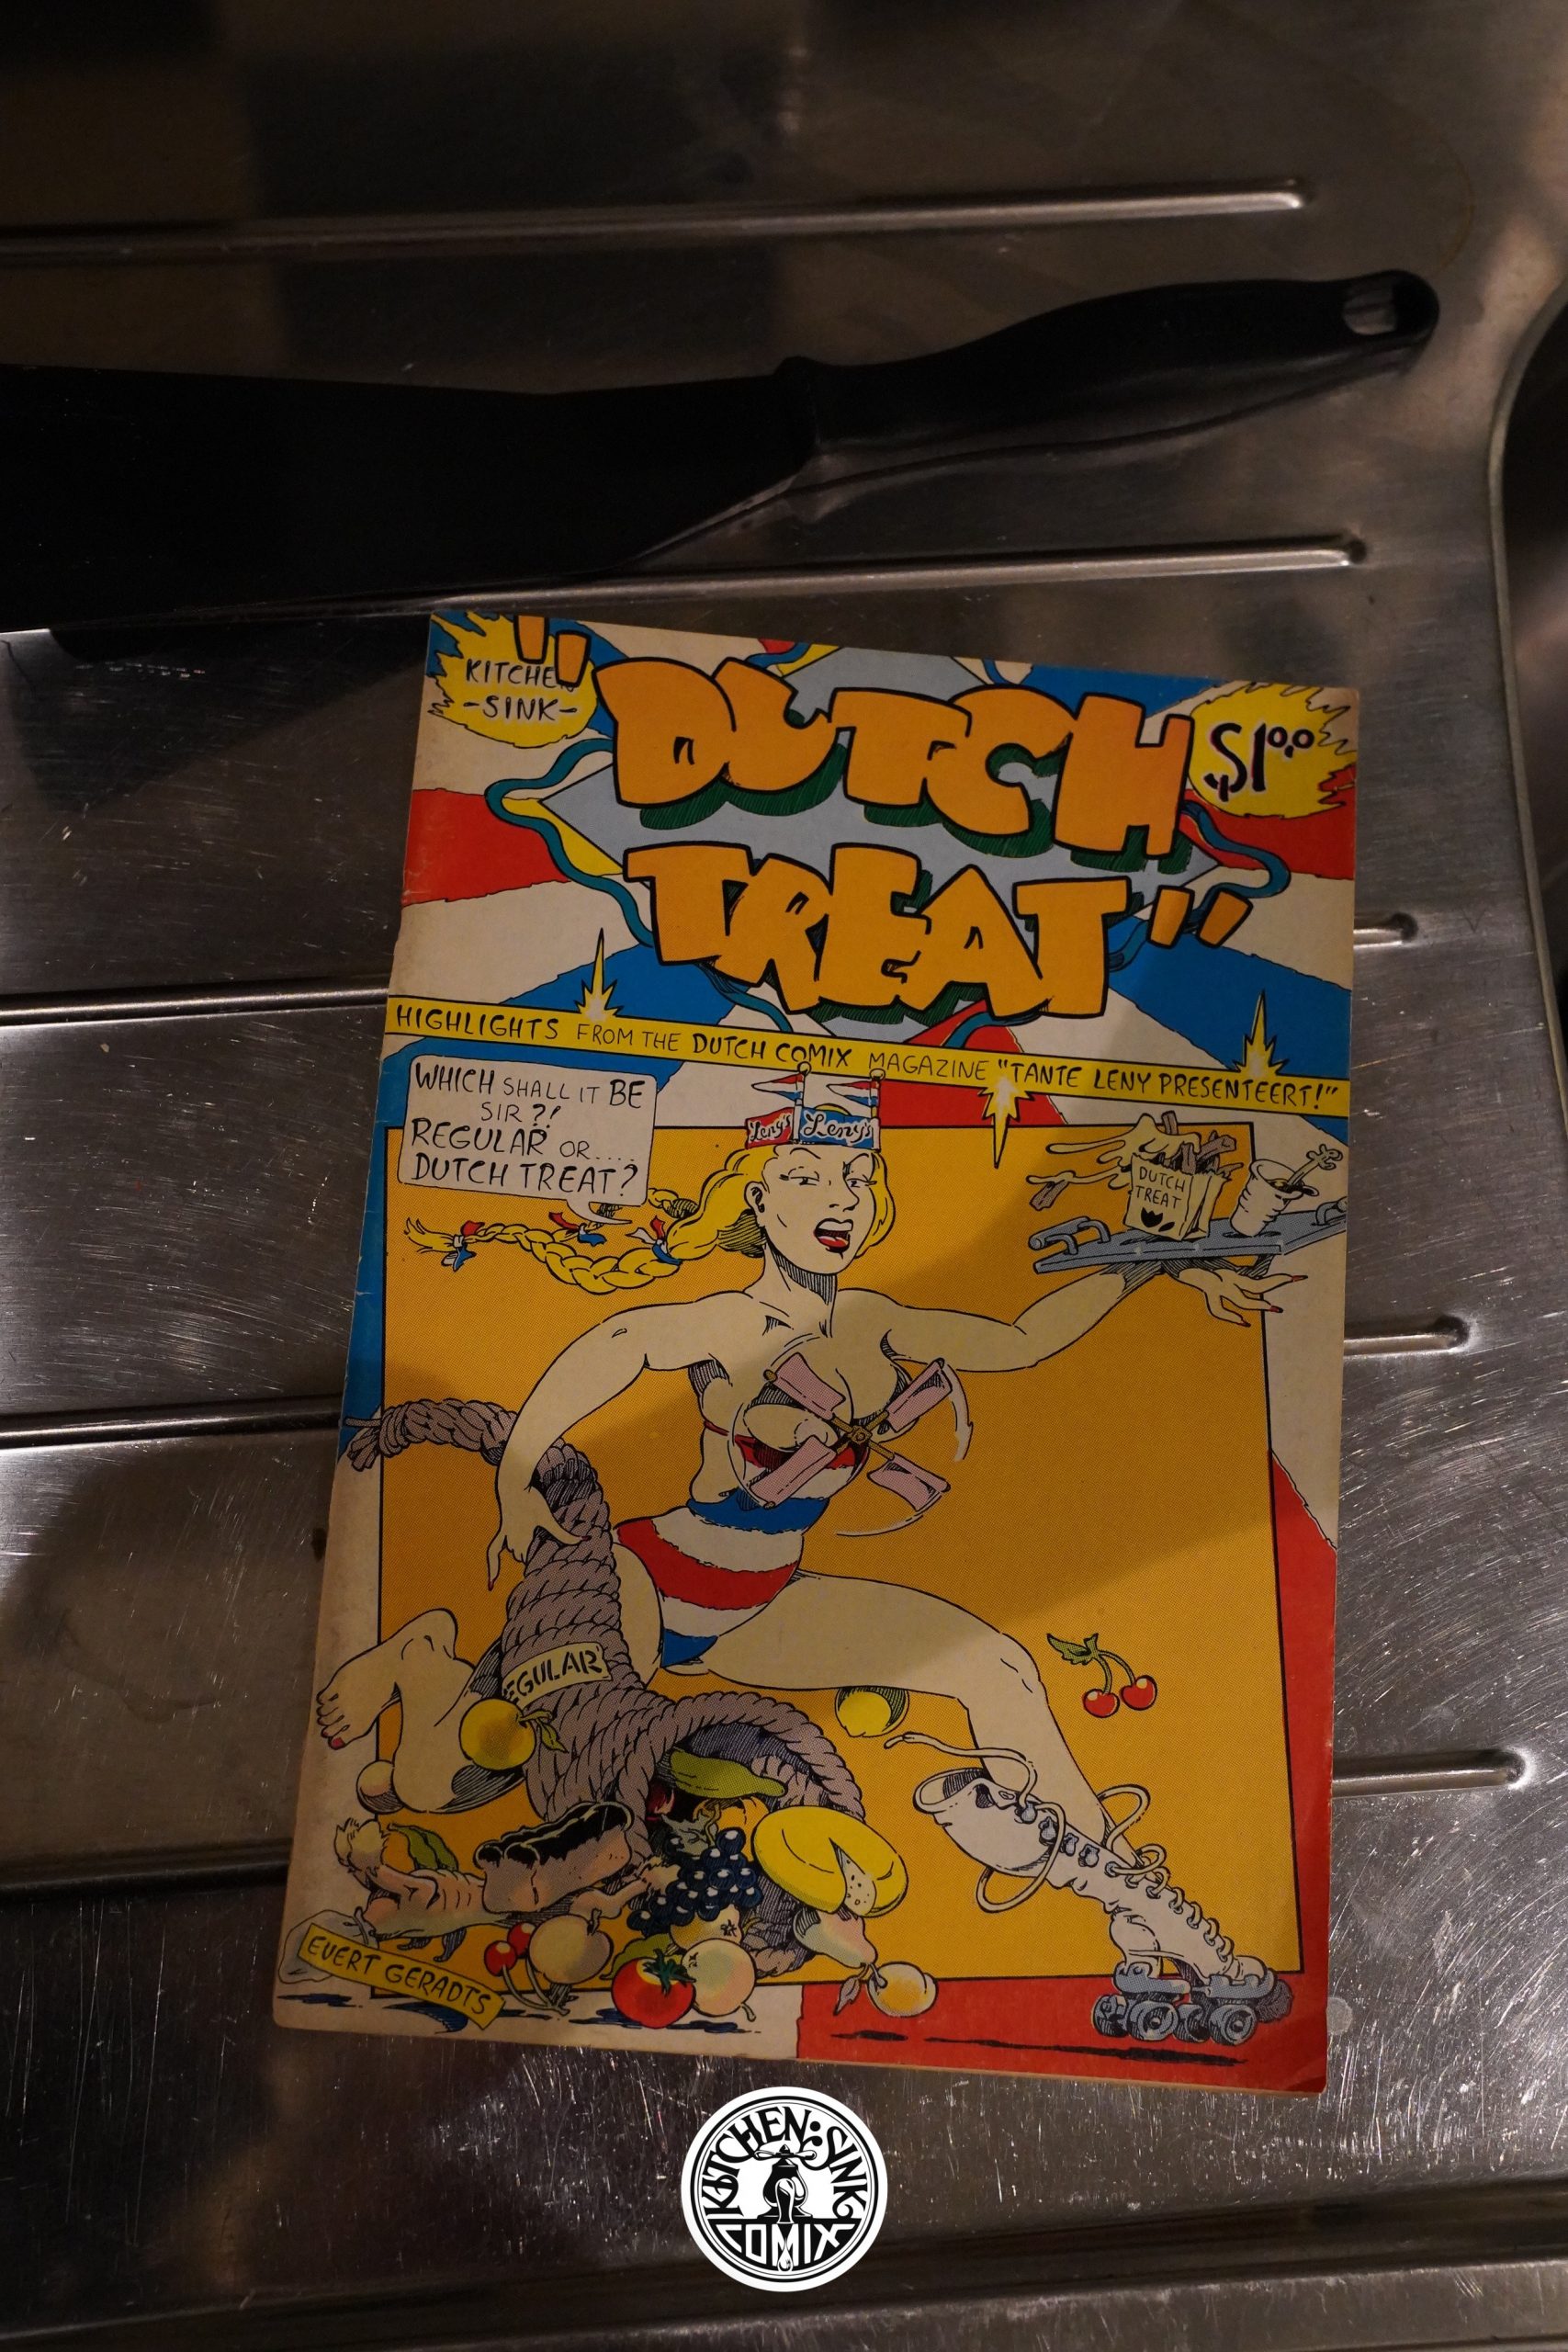 KITCHEN
-SINK-
"DUTCH
TREAT"
$1.00
HIGHLIGHTS FROM THE DUTCH COMIX MAGAZINE "TANTE LENY PRESENTEERT!"
WHICH SHALL IT BE
SIR?!
REGULAR OR....
DUTCH TREAT?
Leny's Leny's
DUTCH
TREAT
EGULAR
EVERT GERADTS
KITCHEN SINK
COMIX